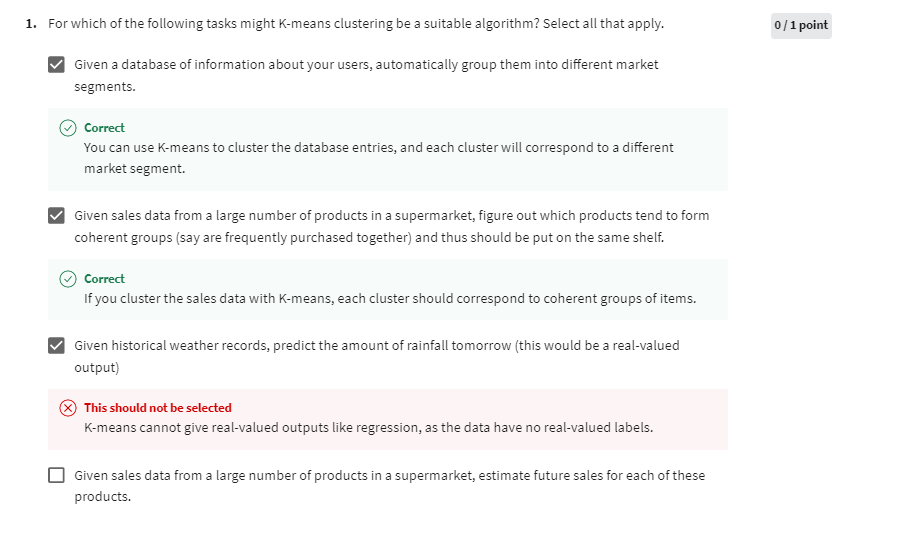 1. For which of the following tasks might K-means clustering be a suitable algorithm? Select all that apply.
0 / 1 point
Given a database of information about your users, automatically group them into different market
segments.
Correct
You can use K-means to cluster the database entries, and each cluster will correspond to a different
market segment.
Given sales data from a large number of products in a supermarket, figure out which products tend to form
coherent groups (say are frequently purchased together) and thus should be put on the same shelf.
Correct
If you cluster the sales data with K-means, each cluster should correspond to coherent groups of items.
Given historical weather records, predict the amount of rainfall tomorrow (this would be a real-valued
output)
This should not be selected
K-means cannot give real-valued outputs like regression, as the data have no real-valued labels.
Given sales data from a large number of products in a supermarket, estimate future sales for each of these
products.